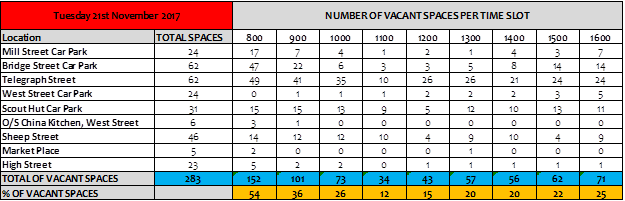 Tuesday 21st November 2017 NUMBER OF VACANT SPACES PER TIME SLOT
Location TOTAL SPACES 800 900 1000 1100 1200 1300 1400 1500 1600
Mill Street Car Park 24 17 7 4 1 2 1 4 3 7
Bridge Street Car Park 62 47 22 6 3 3 5 8 14 14
Telegraph Street 62 49 41 35 10 26 26 21 24 24
West Street Car Park 24 0 1 1 1 2 2 2 3 5
Scout Hut Car Park 31 15 15 13 9 5 12 10 13 11
O/S China Kitchen, West Street 6 3 1 0 0 0 0 0 0 0
Sheep Street 46 14 12 12 10 4 9 10 4 9
Market Place 5 2 0 0 0 0 1 0 0 0
High Street 23 5 2 2 0 1 1 1 1 1
TOTAL OF VACANT SPACES 283 152 101 73 34 43 57 56 62 71
% OF VACANT SPACES 54 36 26 12 15 20 20 22 25